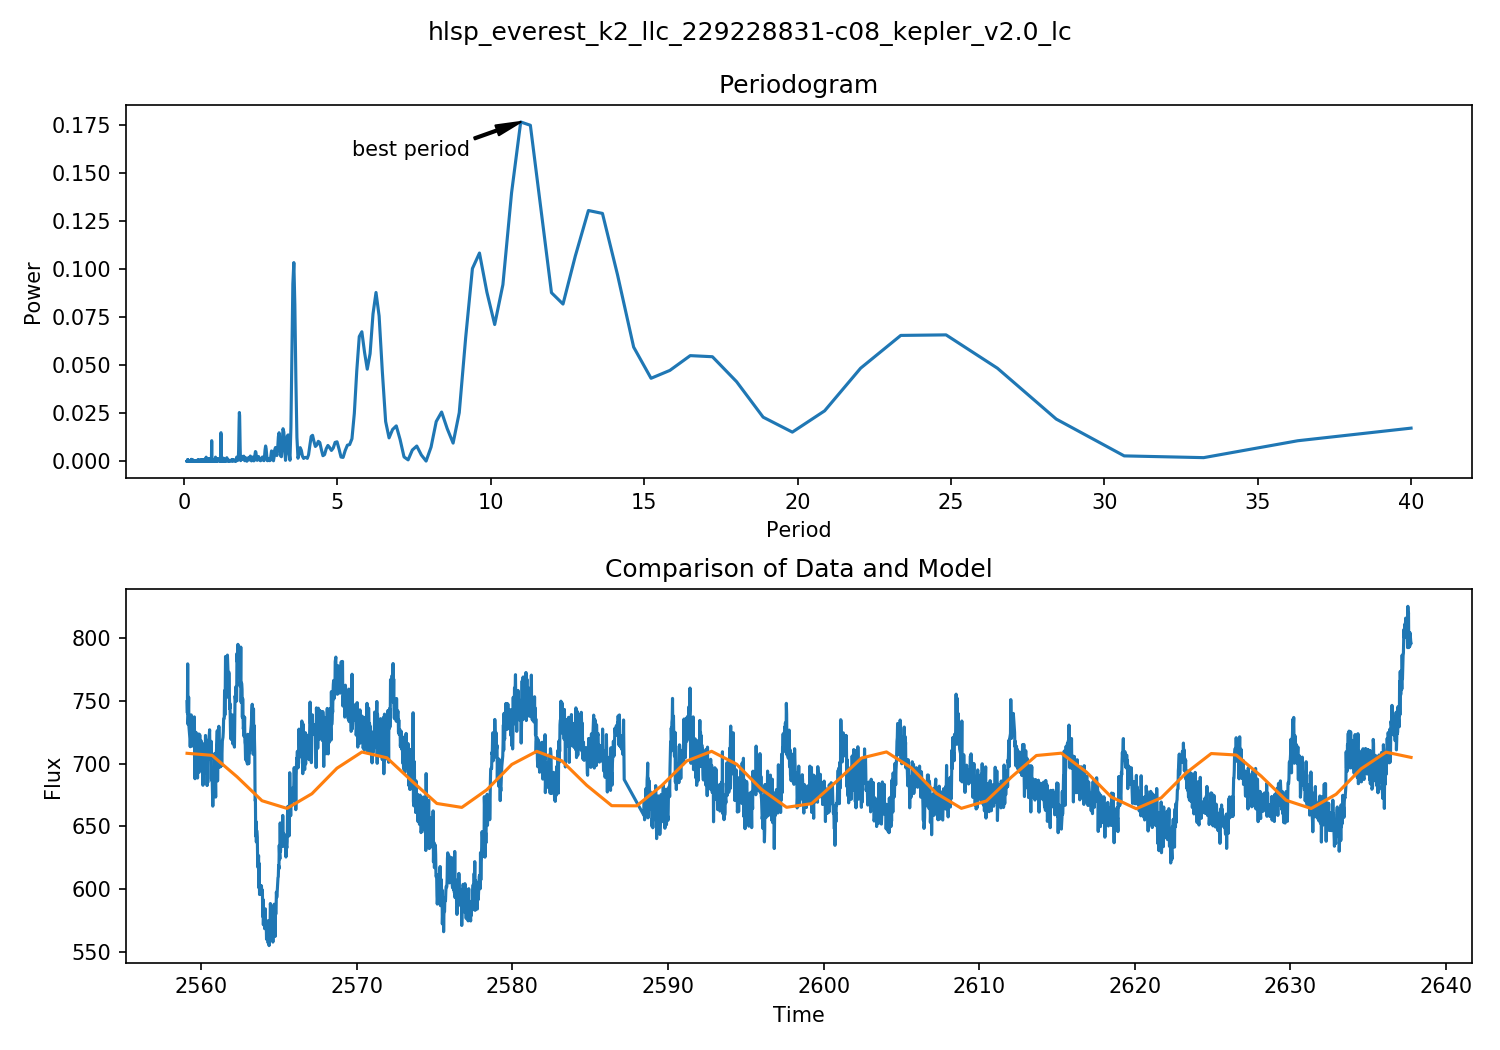 hlsp_everest_k2_llc_229228831-c08_kepler_v2.0_lc
Periodogram
0.175
0.150
0.125
0.100
0.075
0.050
0.025
0.000
Power
best period
0 5 10 15 20 25 30 35 40
Period
Comparison of Data and Model
800
750
700
650
600
550
Flux
2560 2570 2580 2590 2600 2610 2620 2630 2640
Time